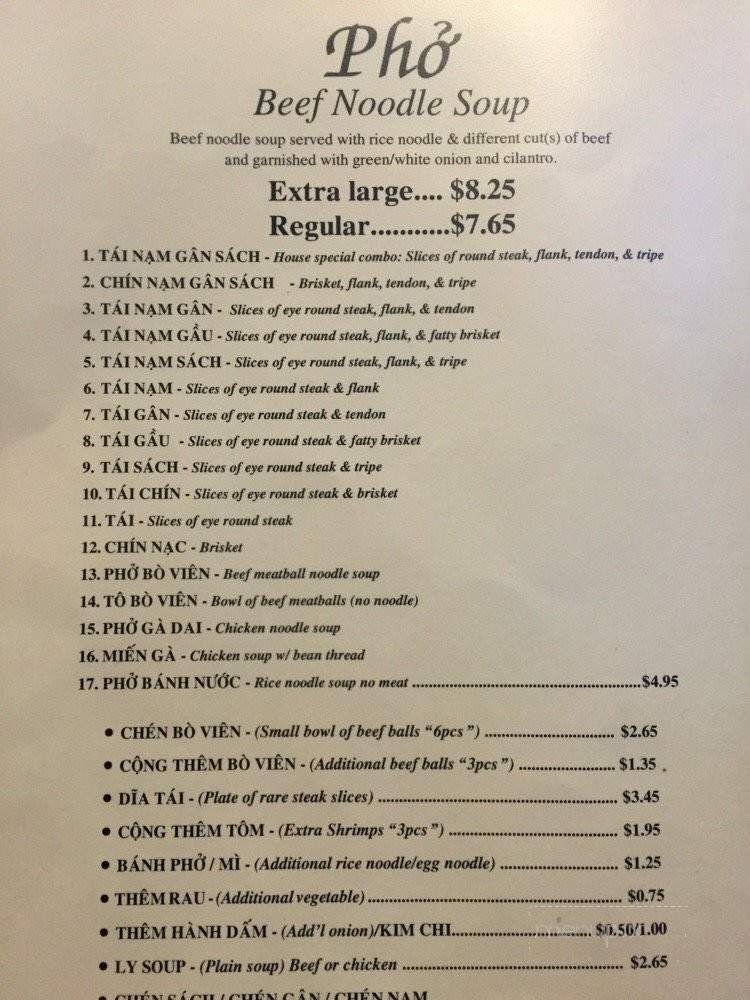 Phở
Beef Noodle Soup
Beef noodle soup served with rice noodle & different cut(s) of beef
and garnished with green/white onion and cilantro.
Extra large.... $8.25
Regular...........$7.65
1. TÁI NẠM GÂN SÁCH - House special combo: Slices of round steak, flank, tendon, & tripe
2. CHÍN NẠM GÂN SÁCH - Brisket, flank, tendon, & tripe
3. TÁI NẠM GÂN - Slices of eye round steak, flank, & tendon
4. TÁI NẠM GẦU - Slices of eye round steak, flank, & fatty brisket
5. TÁI NẠM SÁCH - Slices of eye round steak, flank, & tripe
6. TÁI NẠM - Slices of eye round steak & flank
7. TÁI GÂN - Slices of eye round steak & tendon
8. TÁI GẦU - Slices of eye round steak & fatty brisket
9. TÁI SÁCH - Slices of eye round steak & tripe
10. TÁI CHÍN - Slices of eye round steak & brisket
11. TÁI - Slices of eye round steak
12. CHÍN NẠC - Brisket
13. PHỞ BÒ VIÊN - Beef meatball noodle soup
14. TÔ BÒ VIÊN - Bowl of beef meatballs (no noodle)
15. PHỞ GÀ DAI - Chicken noodle soup
16. MIẾN GÀ - Chicken soup w/ bean thread
17. PHỞ BÁNH NƯỚC - Rice noodle soup no meat ..............................................$4.95
• CHÉN BÒ VIÊN - (Small bowl of beef balls "6pcs") ................................ $2.65
• CỘNG THÊM BÒ VIÊN - (Additional beef balls "3pcs") ........................ $1.35
• DĨA TÁI - (Plate of rare steak slices) ............................................................ $3.45
• CỘNG THÊM TÔM - (Extra Shrimps "3pcs") .......................................... $1.95
• BÁNH PHỞ / MÌ - (Additional rice noodle/egg noodle) ............................. $1.25
• THÊM RAU - (Additional vegetable)............................................................... $0.75
• THÊM HÀNH DẤM - (Add'l onion)/KIM CHI................................... $0.50/1.00
• LY SOUP - (Plain soup) Beef or chicken ....................................................... $2.65
• CHÉN SÁCH / CHÉN GÂN / CHÉN NẠM